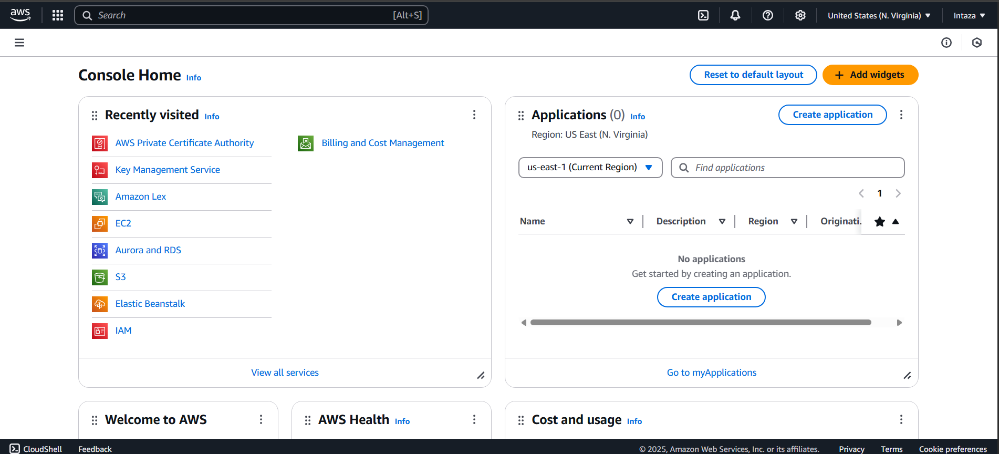 aws
Search [Alt+S]
United States (N. Virginia)
Intaza
Console Home Info
Reset to default layout
Add widgets
Recently visited Info
AWS Private Certificate Authority
Key Management Service
Amazon Lex
EC2
Aurora and RDS
S3
Elastic Beanstalk
IAM
Billing and Cost Management
View all services
Applications (0) Info
Create application
Region: US East (N. Virginia)
us-east-1 (Current Region)
Find applications
1
Name Description Region Originati.
No applications
Get started by creating an application.
Create application
Go to myApplications
Welcome to AWS
AWS Health Info
Cost and usage Info
CloudShell Feedback © 2025, Amazon Web Services, Inc. or its affiliates. Privacy Terms Cookie preferences